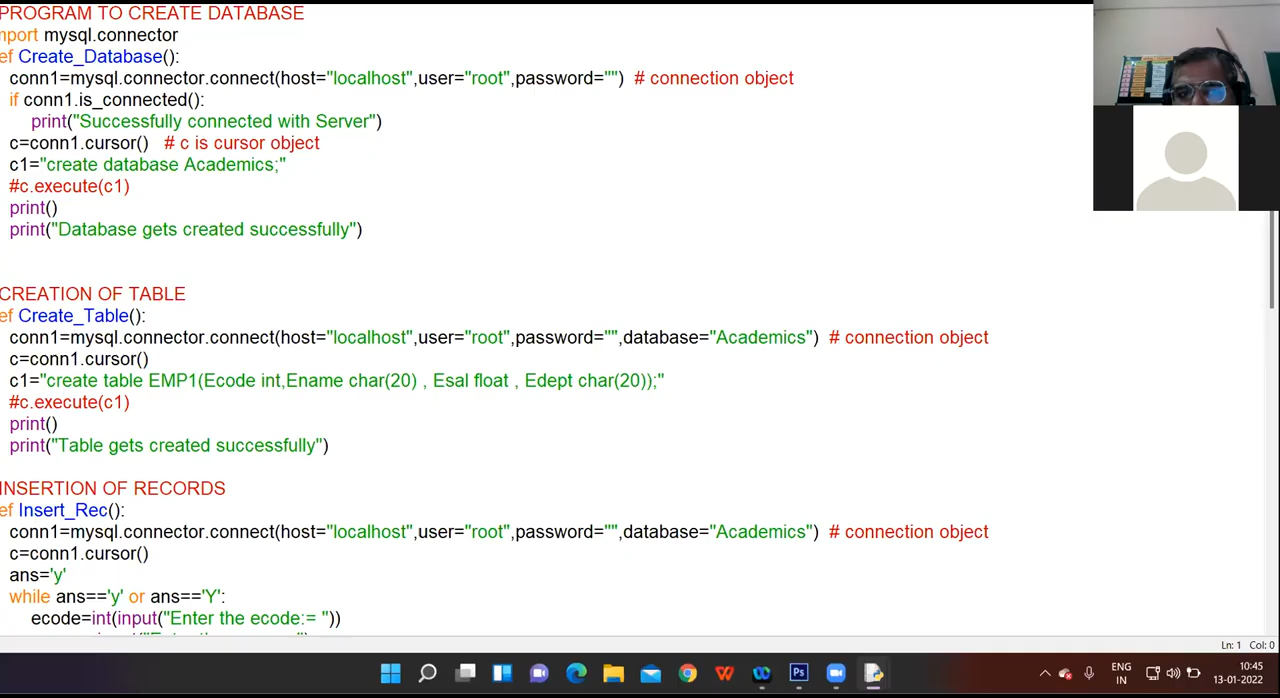 PROGRAM TO CREATE DATABASE
mport mysql.connector
ef Create_Database():
conn1=mysql.connector.connect(host="localhost",user="root",password="") # connection object
if conn1.is_connected():
print("Successfully connected with Server")
c=conn1.cursor() # c is cursor object
c1="create database Academics;"
#c.execute(c1)
print()
print("Database gets created successfully")
CREATION OF TABLE
ef Create_Table():
conn1=mysql.connector.connect(host="localhost",user="root",password="",database="Academics") # connection object
c=conn1.cursor()
c1="create table EMP1(Ecode int,Ename char(20) , Esal float , Edept char(20));"
#c.execute(c1)
print()
print("Table gets created successfully")
INSERTION OF RECORDS
ef Insert_Rec():
conn1=mysql.connector.connect(host="localhost",user="root",password="",database="Academics") # connection object
c=conn1.cursor()
ans='y'
while ans=='y' or ans=='Y':
ecode=int(input("Enter the ecode:= "))
Ln: 1 Col: 0
Ps
ENG
IN
10:45
13-01-2022